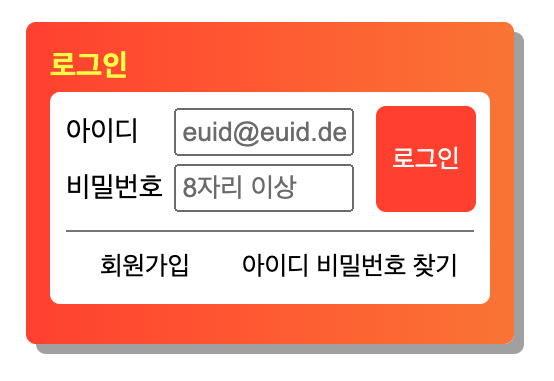 로그인
아이디 euid@euid.de
로그인
비밀번호 8자리 이상
회원가입 아이디 비밀번호 찾기